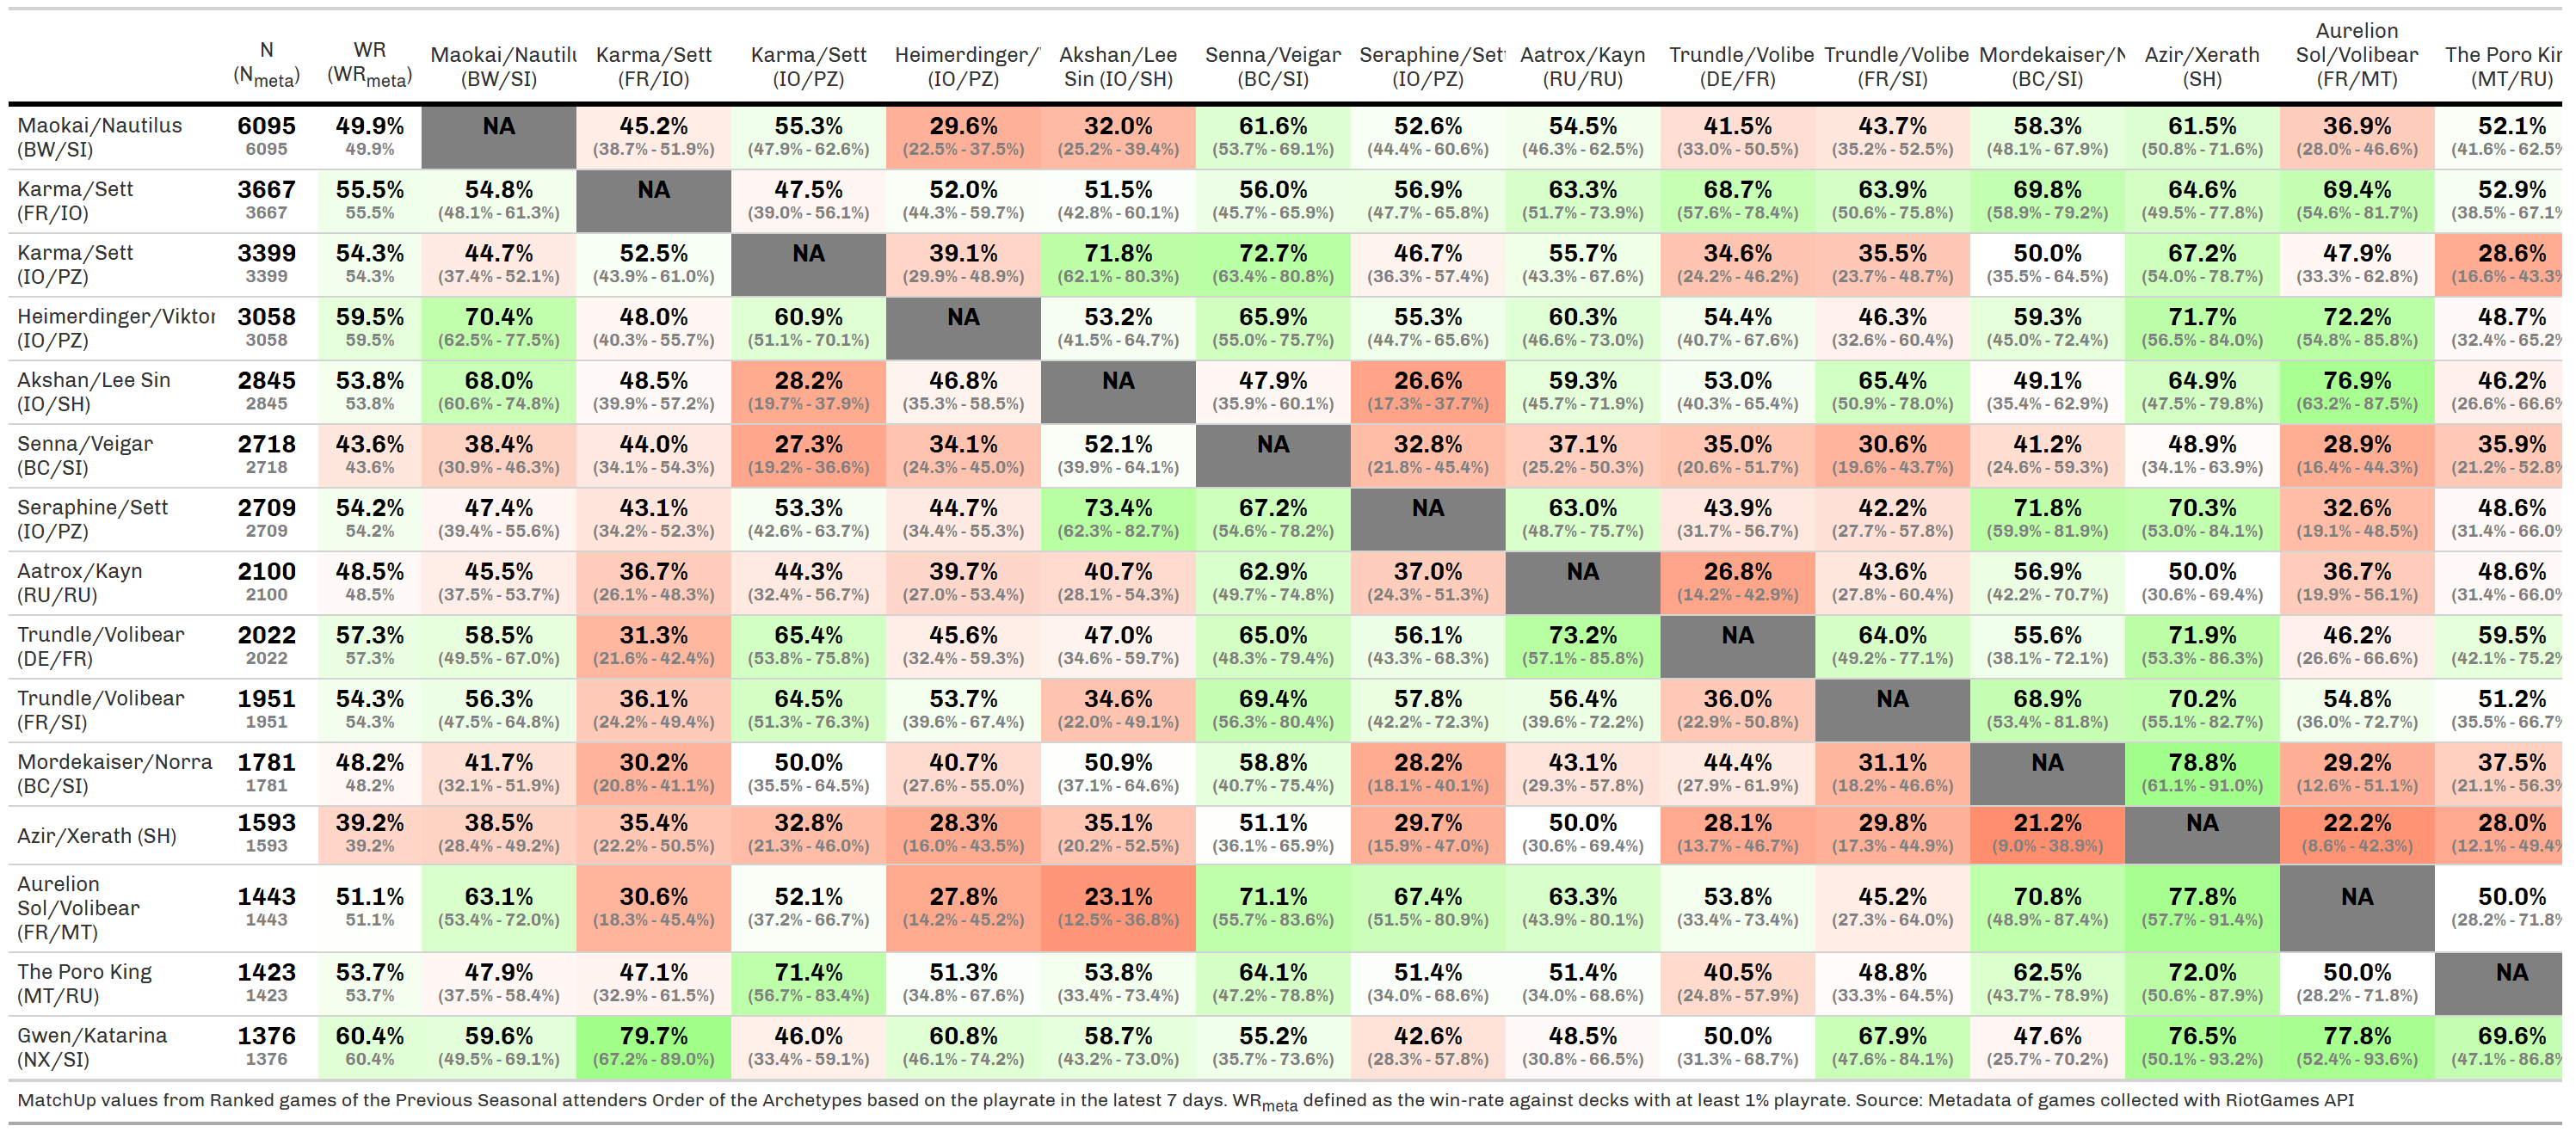 N WR Maokai/Nautilu Karma/Sett Karma/Sett Heimerdinger/ Akshan/Lee Senna/Veigar Seraphine/Sett Aatrox/Kayn Trundle/Volibe Trundle/Volibe Mordekaiser/N Azir/Xerath Aurelion Sol/Volibear The Poro Kin
(Nmeta) (WRmeta) (BW/SI) (FR/IO) (IO/PZ) (IO/PZ) Sin (IO/SH) (BC/SI) (IO/PZ) (RU/RU) (DE/FR) (FR/SI) (BC/SI) (SH) (FR/MT) (MT/RU)
Maokai/Nautilus 6095 49.9% NA 45.2% 55.3% 29.6% 32.0% 61.6% 52.6% 54.5% 41.5% 43.7% 58.3% 61.5% 36.9% 52.1%
(BW/SI) 6095 49.9% (38.7% - 51.9%) (47.9% - 62.6%) (22.5% - 37.5%) (25.2% - 39.4%) (53.7% - 69.1%) (44.4% - 60.6%) (46.3% - 62.5%) (33.0% - 50.5%) (35.2% - 52.5%) (48.1% - 67.9%) (50.8% - 71.6%) (28.0% - 46.6%) (41.6% - 62.5%
Karma/Sett 3667 55.5% 54.8% NA 47.5% 52.0% 51.5% 56.0% 56.9% 63.3% 68.7% 63.9% 69.8% 64.6% 69.4% 52.9%
(FR/IO) 3667 55.5% (48.1% - 61.3%) (39.0% - 56.1%) (44.3% - 59.7%) (42.8% - 60.1%) (45.7% - 65.9%) (47.7% - 65.8%) (51.7% - 73.9%) (57.6% - 78.4%) (50.6% - 75.8%) (58.9% - 79.2%) (49.5% - 77.8%) (54.6% - 81.7%) (38.5% - 67.1%
Karma/Sett 3399 54.3% 44.7% 52.5% NA 39.1% 71.8% 72.7% 46.7% 55.7% 34.6% 35.5% 50.0% 67.2% 47.9% 28.6%
(IO/PZ) 3399 54.3% (37.4% - 52.1%) (43.9% - 61.0%) (29.9% - 48.9%) (62.1% - 80.3%) (63.4% - 80.8%) (36.3% - 57.4%) (43.3% - 67.6%) (24.2% - 46.2%) (23.7% - 48.7%) (35.5% - 64.5%) (54.0% - 78.7%) (33.3% - 62.8%) (16.6% - 43.3%
Heimerdinger/Viktor 3058 59.5% 70.4% 48.0% 60.9% NA 53.2% 65.9% 55.3% 60.3% 54.4% 46.3% 59.3% 71.7% 72.2% 48.7%
(IO/PZ) 3058 59.5% (62.5% - 77.5%) (40.3% - 55.7%) (51.1% - 70.1%) (41.5% - 64.7%) (55.0% - 75.7%) (44.7% - 65.6%) (46.6% - 73.0%) (40.7% - 67.6%) (32.6% - 60.4%) (45.0% - 72.4%) (56.5% - 84.0%) (54.8% - 85.8%) (32.4% - 65.2%
Akshan/Lee Sin 2845 53.8% 68.0% 48.5% 28.2% 46.8% NA 47.9% 26.6% 59.3% 53.0% 65.4% 49.1% 64.9% 76.9% 46.2%
(IO/SH) 2845 53.8% (60.6% - 74.8%) (39.9% - 57.2%) (19.7% - 37.9%) (35.3% - 58.5%) (35.9% - 60.1%) (17.3% - 37.7%) (45.7% - 71.9%) (40.3% - 65.4%) (50.9% - 78.0%) (35.4% - 62.9%) (47.5% - 79.8%) (63.2% - 87.5%) (26.6% - 66.6%
Senna/Veigar 2718 43.6% 38.4% 44.0% 27.3% 34.1% 52.1% NA 32.8% 37.1% 35.0% 30.6% 41.2% 48.9% 28.9% 35.9%
(BC/SI) 2718 43.6% (30.9% - 46.3%) (34.1% - 54.3%) (19.2% - 36.6%) (24.3% - 45.0%) (39.9% - 64.1%) (21.8% - 45.4%) (25.2% - 50.3%) (20.6% - 51.7%) (19.6% - 43.7%) (24.6% - 59.3%) (34.1% - 63.9%) (16.4% - 44.3%) (21.2% - 52.8%
Seraphine/Sett 2709 54.2% 47.4% 43.1% 53.3% 44.7% 73.4% 67.2% NA 63.0% 43.9% 42.2% 71.8% 70.3% 32.6% 48.6%
(IO/PZ) 2709 54.2% (39.4% - 55.6%) (34.2% - 52.3%) (42.6% - 63.7%) (34.4% - 55.3%) (62.3% - 82.7%) (54.6% - 78.2%) (48.7% - 75.7%) (31.7% - 56.7%) (27.7% - 57.8%) (59.9% - 81.9%) (53.0% - 84.1%) (19.1% - 48.5%) (31.4% - 66.0%
Aatrox/Kayn 2100 48.5% 45.5% 36.7% 44.3% 39.7% 40.7% 62.9% 37.0% NA 26.8% 43.6% 56.9% 50.0% 36.7% 48.6%
(RU/RU) 2100 48.5% (37.5% - 53.7%) (26.1% - 48.3%) (32.4% - 56.7%) (27.0% - 53.4%) (28.1% - 54.3%) (49.7% - 74.8%) (24.3% - 51.3%) (14.2% - 42.9%) (27.8% - 60.4%) (42.2% - 70.7%) (30.6% - 69.4%) (19.9% - 56.1%) (31.4% - 66.0%
Trundle/Volibear 2022 57.3% 58.5% 31.3% 65.4% 45.6% 47.0% 65.0% 56.1% 73.2% NA 64.0% 55.6% 71.9% 46.2% 59.5%
(DE/FR) 2022 57.3% (49.5% - 67.0%) (21.6% - 42.4%) (53.8% - 75.8%) (32.4% - 59.3%) (34.6% - 59.7%) (48.3% - 79.4%) (43.3% - 68.3%) (57.1% - 85.8%) (49.2% - 77.1%) (38.1% - 72.1%) (53.3% - 86.3%) (26.6% - 66.6%) (42.1% - 75.2%
Trundle/Volibear 1951 54.3% 56.3% 36.1% 64.5% 53.7% 34.6% 69.4% 57.8% 56.4% 36.0% NA 68.9% 70.2% 54.8% 51.2%
(FR/SI) 1951 54.3% (47.5% - 64.8%) (24.2% - 49.4%) (51.3% - 76.3%) (39.6% - 67.4%) (22.0% - 49.1%) (56.3% - 80.4%) (42.2% - 72.3%) (39.6% - 72.2%) (22.9% - 50.8%) (53.4% - 81.8%) (55.1% - 82.7%) (36.0% - 72.7%) (35.5% - 66.7%
Mordekaiser/Norra 1781 48.2% 41.7% 30.2% 50.0% 40.7% 50.9% 58.8% 28.2% 43.1% 44.4% 31.1% NA 78.8% 29.2% 37.5%
(BC/SI) 1781 48.2% (32.1% - 51.9%) (20.8% - 41.1%) (35.5% - 64.5%) (27.6% - 55.0%) (37.1% - 64.6%) (40.7% - 75.4%) (18.1% - 40.1%) (29.3% - 57.8%) (27.9% - 61.9%) (18.2% - 46.6%) (61.1% - 91.0%) (12.6% - 51.1%) (21.1% - 56.3%
Azir/Xerath (SH) 1593 39.2% 38.5% 35.4% 32.8% 28.3% 35.1% 51.1% 29.7% 50.0% 28.1% 29.8% 21.2% NA 22.2% 28.0%
1593 39.2% (28.4% - 49.2%) (22.2% - 50.5%) (21.3% - 46.0%) (16.0% - 43.5%) (20.2% - 52.5%) (36.1% - 65.9%) (15.9% - 47.0%) (30.6% - 69.4%) (13.7% - 46.7%) (17.3% - 44.9%) (9.0% - 38.9%) (8.6% - 42.3%) (12.1% - 49.4%
Aurelion
Sol/Volibear 1443 51.1% 63.1% 30.6% 52.1% 27.8% 23.1% 71.1% 67.4% 63.3% 53.8% 45.2% 70.8% 77.8% NA 50.0%
(FR/MT) 1443 51.1% (53.4% - 72.0%) (18.3% - 45.4%) (37.2% - 66.7%) (14.2% - 45.2%) (12.5% - 36.8%) (55.7% - 83.6%) (51.5% - 80.9%) (43.9% - 80.1%) (33.4% - 73.4%) (27.3% - 64.0%) (48.9% - 87.4%) (57.7% - 91.4%) (28.2% - 71.8%
The Poro King 1423 53.7% 47.9% 47.1% 71.4% 51.3% 53.8% 64.1% 51.4% 51.4% 40.5% 48.8% 62.5% 72.0% 50.0% NA
(MT/RU) 1423 53.7% (37.5% - 58.4%) (32.9% - 61.5%) (56.7% - 83.4%) (34.8% - 67.6%) (33.4% - 73.4%) (47.2% - 78.8%) (34.0% - 68.6%) (34.0% - 68.6%) (24.8% - 57.9%) (33.3% - 64.5%) (43.7% - 78.9%) (50.6% - 87.9%) (28.2% - 71.8%)
Gwen/Katarina 1376 60.4% 59.6% 79.7% 46.0% 60.8% 58.7% 55.2% 42.6% 48.5% 50.0% 67.9% 47.6% 76.5% 77.8% 69.6%
(NX/SI) 1376 60.4% (49.5% - 69.1%) (67.2% - 89.0%) (33.4% - 59.1%) (46.1% - 74.2%) (43.2% - 73.0%) (35.7% - 73.6%) (28.3% - 57.8%) (30.8% - 66.5%) (31.3% - 68.7%) (47.6% - 84.1%) (25.7% - 70.2%) (50.1% - 93.2%) (52.4% - 93.6%) (47.1% - 86.8%
MatchUp values from Ranked games of the Previous Seasonal attenders Order of the Archetypes based on the playrate in the latest 7 days. WRmeta defined as the win-rate against decks with at least 1% playrate. Source: Metadata of games collected with RiotGames API